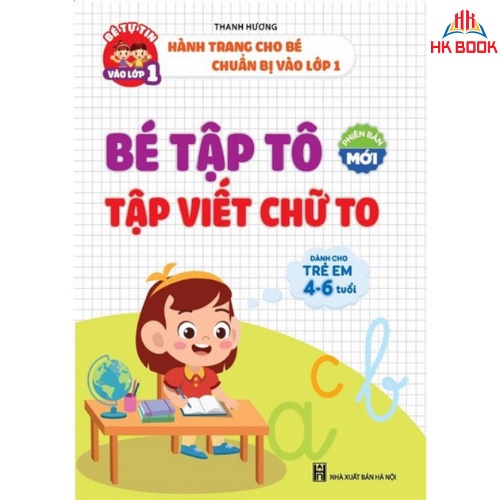 THANH HƯƠNG
HK BOOK
BÉ TỰ TIN
VÀO LỚP 1
HÀNH TRANG CHO BÉ
CHUẨN BỊ VÀO LỚP 1
BÉ TẬP TÔ
PHIÊN BẢN
MỚI
TẬP VIẾT CHỮ TO
DÀNH CHO
TRẺ EM
4-6 tuổi
a c b
NHÀ XUẤT BẢN HÀ NỘI